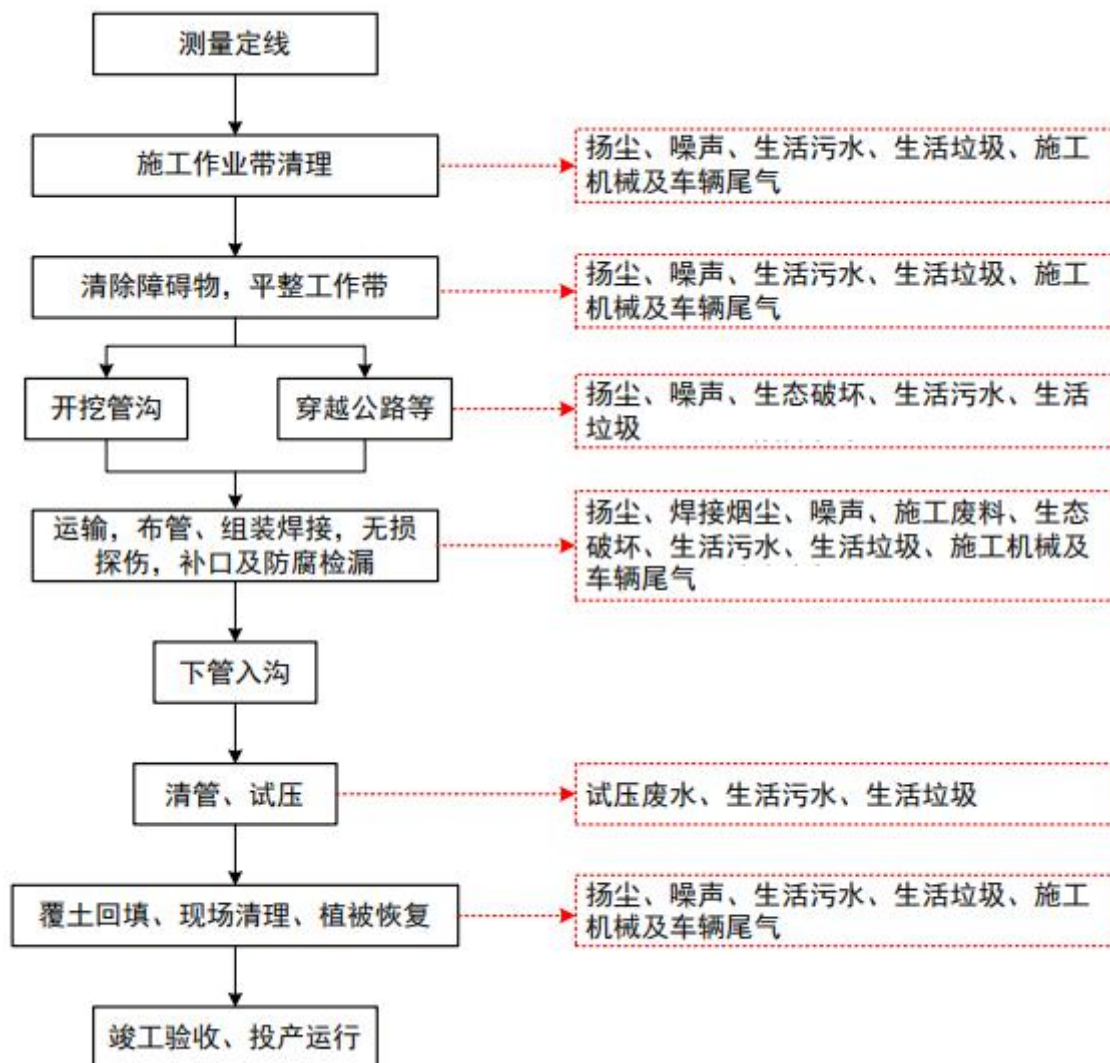 测量定线
施工作业带清理
扬尘、噪声、生活污水、生活垃圾、施工
机械及车辆尾气
清除障碍物，平整工作带
扬尘、噪声、生活污水、生活垃圾、施工
机械及车辆尾气
开挖管沟
穿越公路等
扬尘、噪声、生态破坏、生活污水、生活
垃圾
运输，布管、组装焊接，无损
探伤，补口及防腐检漏
扬尘、焊接烟尘、噪声、施工废料、生态
破坏、生活污水、生活垃圾、施工机械及
车辆尾气
下管入沟
清管、试压
试压废水、生活污水、生活垃圾
覆土回填、现场清理、植被恢复
扬尘、噪声、生活污水、生活垃圾、施工
机械及车辆尾气
竣工验收、投产运行